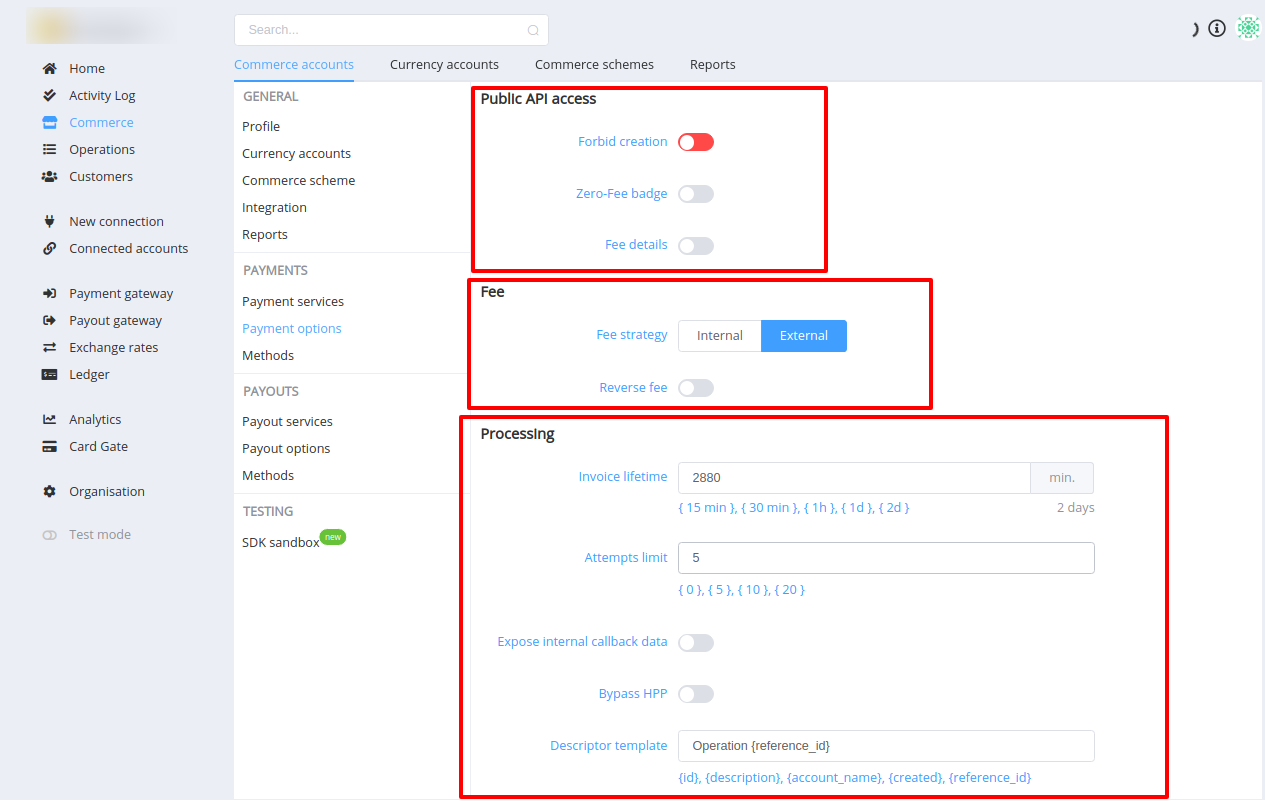 Search...
Home
Activity Log
Commerce
Operations
Customers
New connection
Connected accounts
Payment gateway
Payout gateway
Exchange rates
Ledger
Analytics
Card Gate
Organisation
Test mode
Commerce accounts Currency accounts Commerce schemes Reports
GENERAL
Profile
Currency accounts
Commerce scheme
Integration
Reports
PAYMENTS
Payment services
Payment options
Methods
PAYOUTS
Payout services
Payout options
Methods
TESTING
SDK sandbox new
Public API access
Forbid creation
Zero-Fee badge
Fee details
Fee
Fee strategy Internal External
Reverse fee
Processing
Invoice lifetime 2880 min.
{ 15 min }, { 30 min }, { 1h }, { 1d }, { 2d } 2 days
Attempts limit 5
{ 0 }, { 5 }, { 10 }, { 20 }
Expose internal callback data
Bypass HPP
Descriptor template Operation {reference_id}
{id}, {description}, {account_name}, {created}, {reference_id}